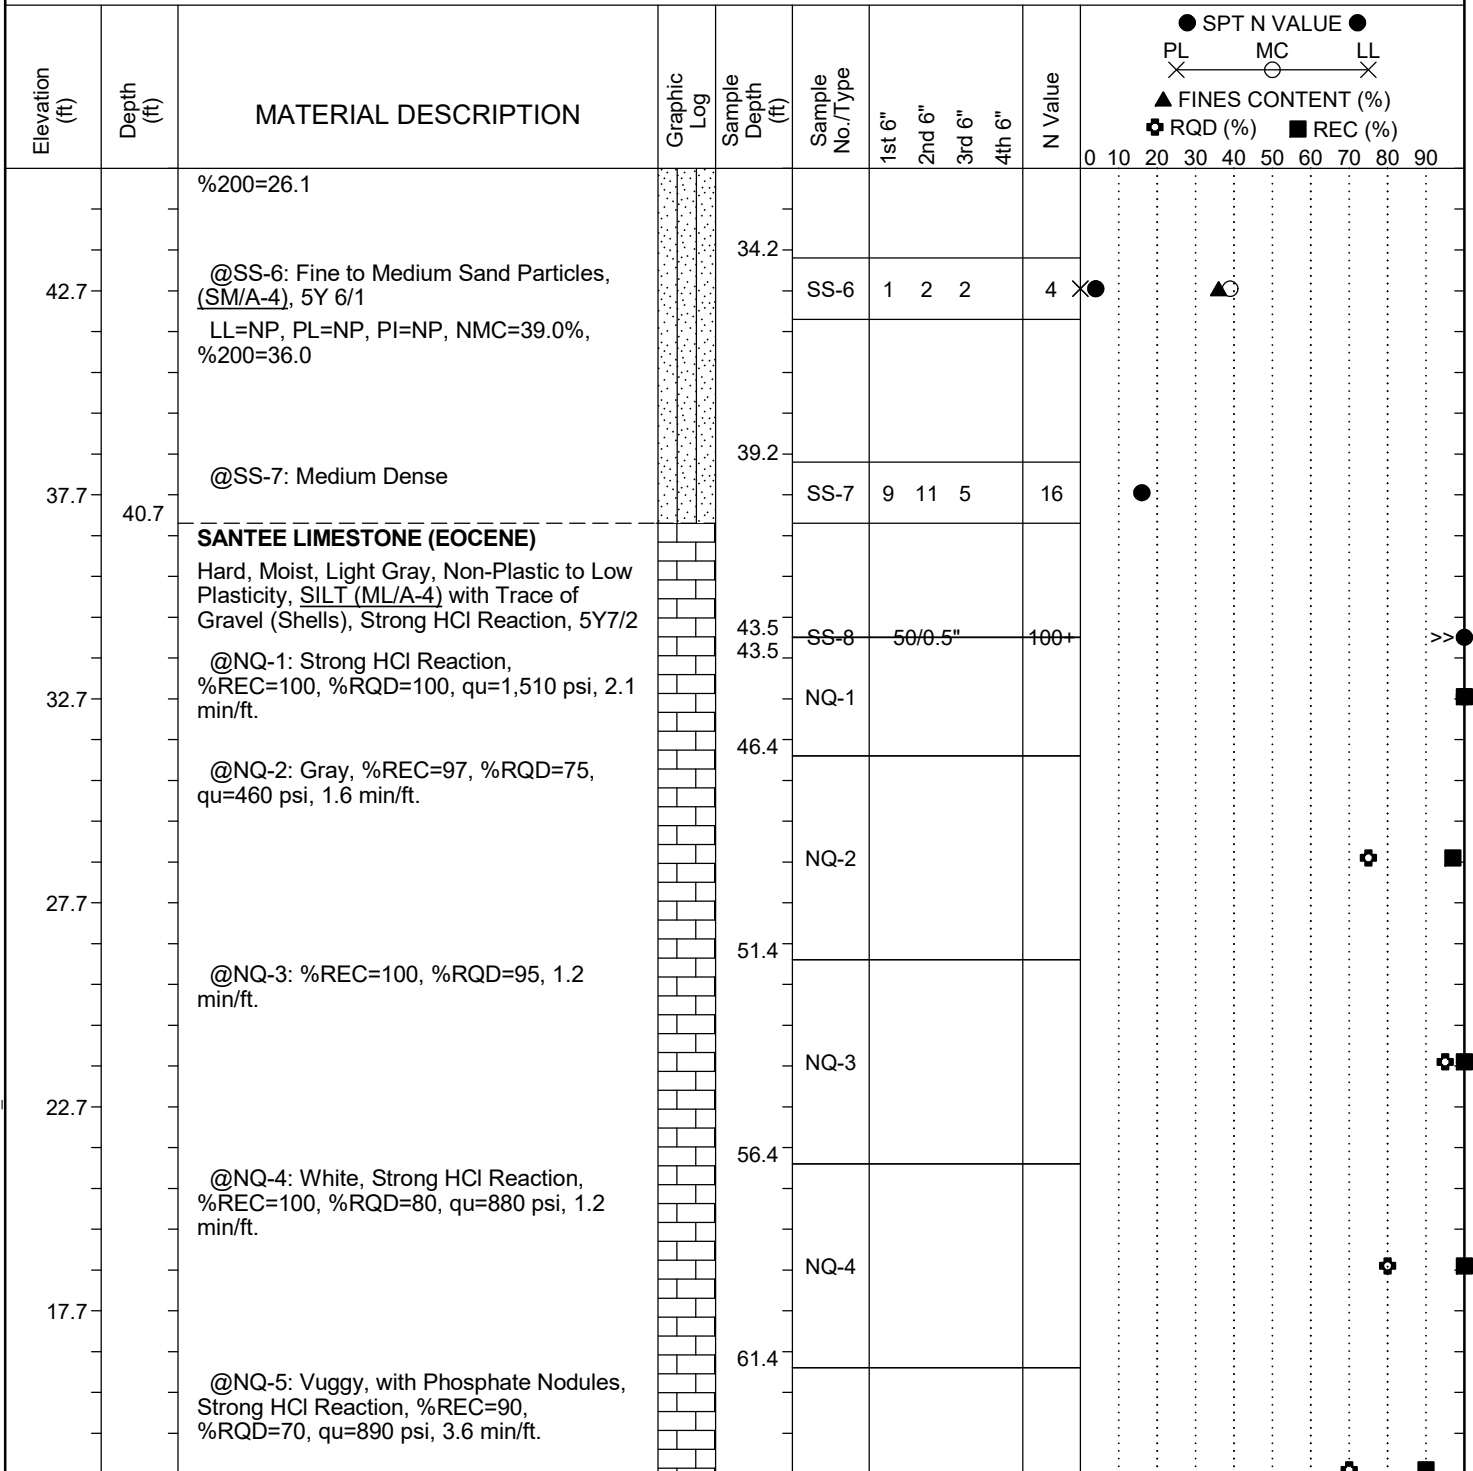 Elevation (ft)
Depth (ft)
MATERIAL DESCRIPTION
Graphic Log
Sample Depth (ft)
Sample No./Type
1st 6"
2nd 6"
3rd 6"
4th 6"
N Value
SPT N VALUE
PL MC LL
FINES CONTENT (%)
RQD (%) REC (%)
0 10 20 30 40 50 60 70 80 90
%200=26.1
34.2
@SS-6: Fine to Medium Sand Particles,
42.7 (SM/A-4), 5Y 6/1 SS-6 1 2 2 4
LL=NP, PL=NP, PI=NP, NMC=39.0%,
%200=36.0
39.2
@SS-7: Medium Dense
37.7 SS-7 9 11 5 16
40.7
SANTEE LIMESTONE (EOCENE)
Hard, Moist, Light Gray, Non-Plastic to Low
Plasticity, SILT (ML/A-4) with Trace of
Gravel (Shells), Strong HCl Reaction, 5Y7/2
43.5
SS-8 50/0.5" 100+ >>
43.5
@NQ-1: Strong HCl Reaction,
%REC=100, %RQD=100, qu=1,510 psi, 2.1
32.7 min/ft. NQ-1
46.4
@NQ-2: Gray, %REC=97, %RQD=75,
qu=460 psi, 1.6 min/ft.
NQ-2
27.7
51.4
@NQ-3: %REC=100, %RQD=95, 1.2
min/ft.
NQ-3
22.7
56.4
@NQ-4: White, Strong HCl Reaction,
%REC=100, %RQD=80, qu=880 psi, 1.2
min/ft.
NQ-4
17.7
61.4
@NQ-5: Vuggy, with Phosphate Nodules,
Strong HCl Reaction, %REC=90,
%RQD=70, qu=890 psi, 3.6 min/ft.